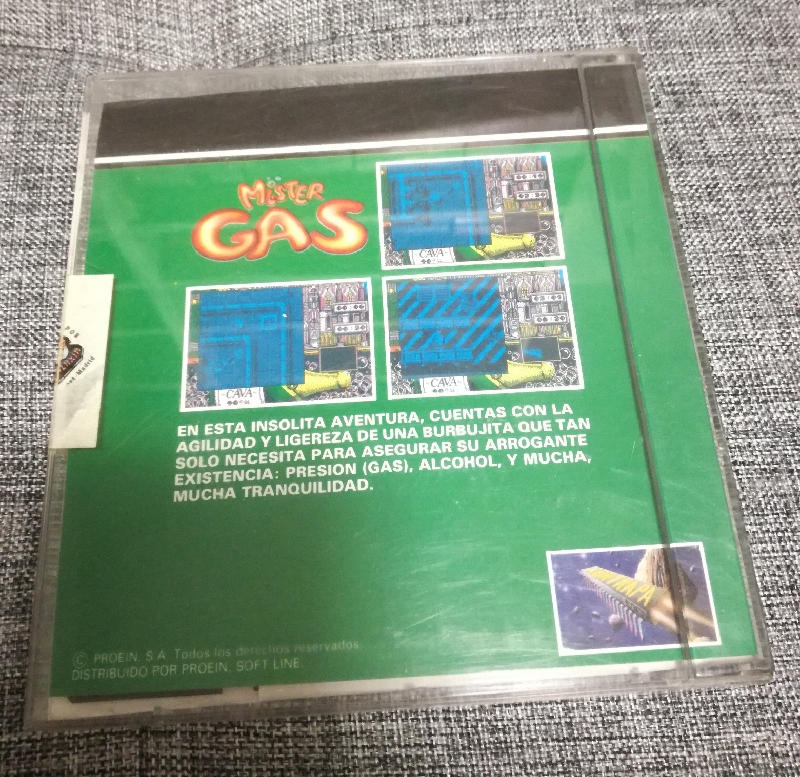 MISTER
GAS
CAVA
CAVA
CAVA
EN ESTA INSOLITA AVENTURA, CUENTAS CON LA
AGILIDAD Y LIGEREZA DE UNA BURBUJITA QUE TAN
SOLO NECESITA PARA ASEGURAR SU ARROGANTE
EXISTENCIA: PRESION (GAS), ALCOHOL, Y MUCHA,
MUCHA TRANQUILIDAD.
© PROEIN. S.A. Todos los derechos reservados.
DISTRIBUIDO POR PROEIN. SOFT LINE.